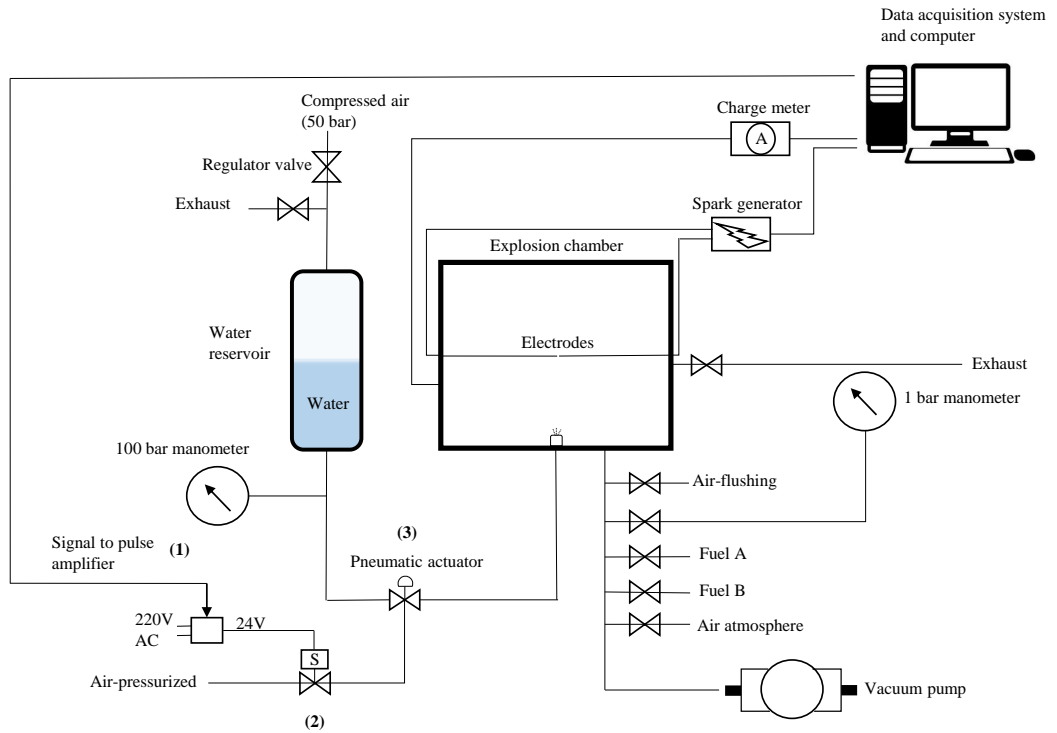 Data acquisition system
and computer
Compressed air
(50 bar)
Charge meter
A
Regulator valve
Exhaust
Spark generator
Explosion chamber
Water
reservoir
Electrodes
Exhaust
Water
1 bar manometer
100 bar manometer
Air-flushing
(3)
Signal to pulse
amplifier
(1)
Pneumatic actuator
Fuel A
Fuel B
220V
AC
24V
Air atmosphere
S
Air-pressurized
Vacuum pump
(2)